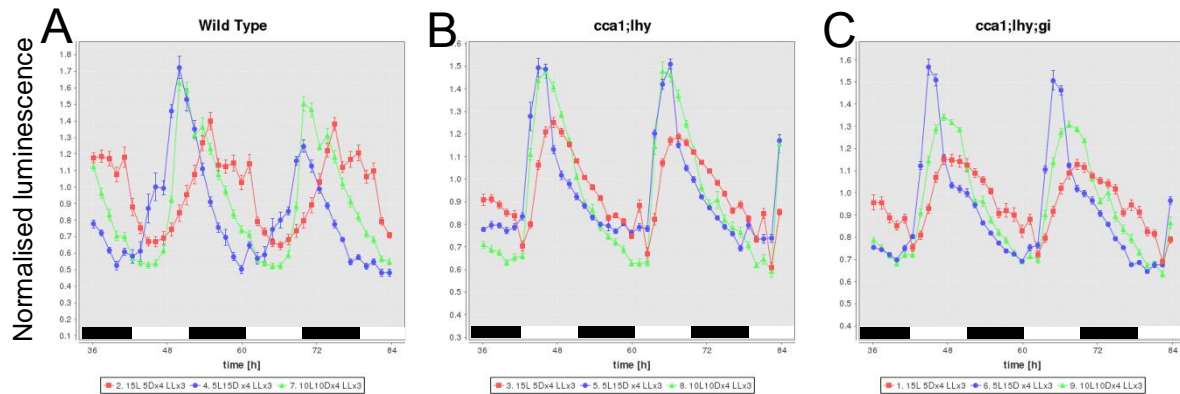 A
B
C
Wild Type
cca1;lhy
cca1;lhy;gi
Normalised luminescence
1.8
1.7
1.6
1.5
1.4
1.3
1.2
1.1
1.0
0.9
0.8
0.7
0.6
0.5
0.4
0.3
0.2
0.1
36 48 60 72 84
time [h]
2. 15L 5Dx4 LLx3 4. 5L15D LLx3 7. 10L10Dx4 LLx3
1.6
1.5
1.4
1.3
1.2
1.1
1.0
0.9
0.8
0.7
0.6
0.5
0.4
0.3
36 48 60 72 84
time [h]
3. 15L 5Dx4 LLx3 5. 5L15D LLx3 8. 10L10Dx4 LLx3
1.6
1.5
1.4
1.3
1.2
1.1
1.0
0.9
0.8
0.7
0.6
0.5
0.4
36 48 60 72 84
time [h]
1. 15L 5Dx4 LLx3 6. 5L15D x4 LLx3 9. 10L10Dx4 LLx3